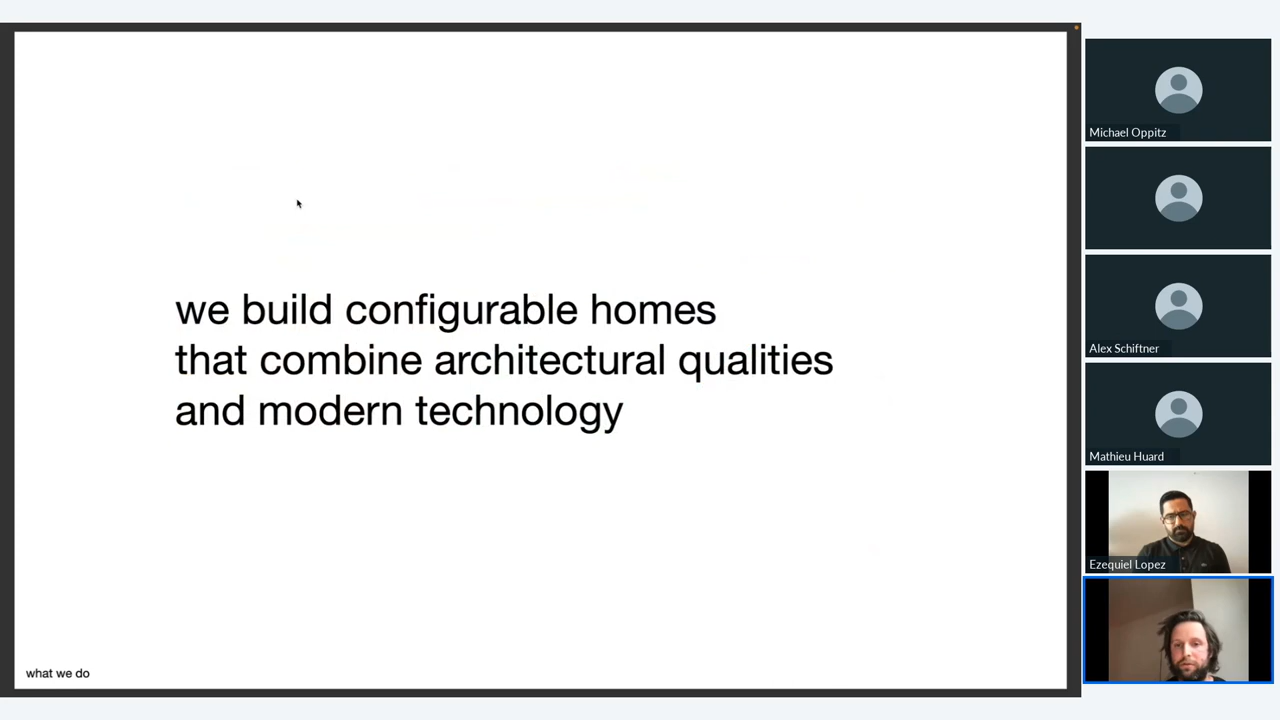 we build configurable homes
that combine architectural qualities
and modern technology
what we do
Michael Oppitz
Alex Schiftner
Mathieu Huard
Ezequiel Lopez